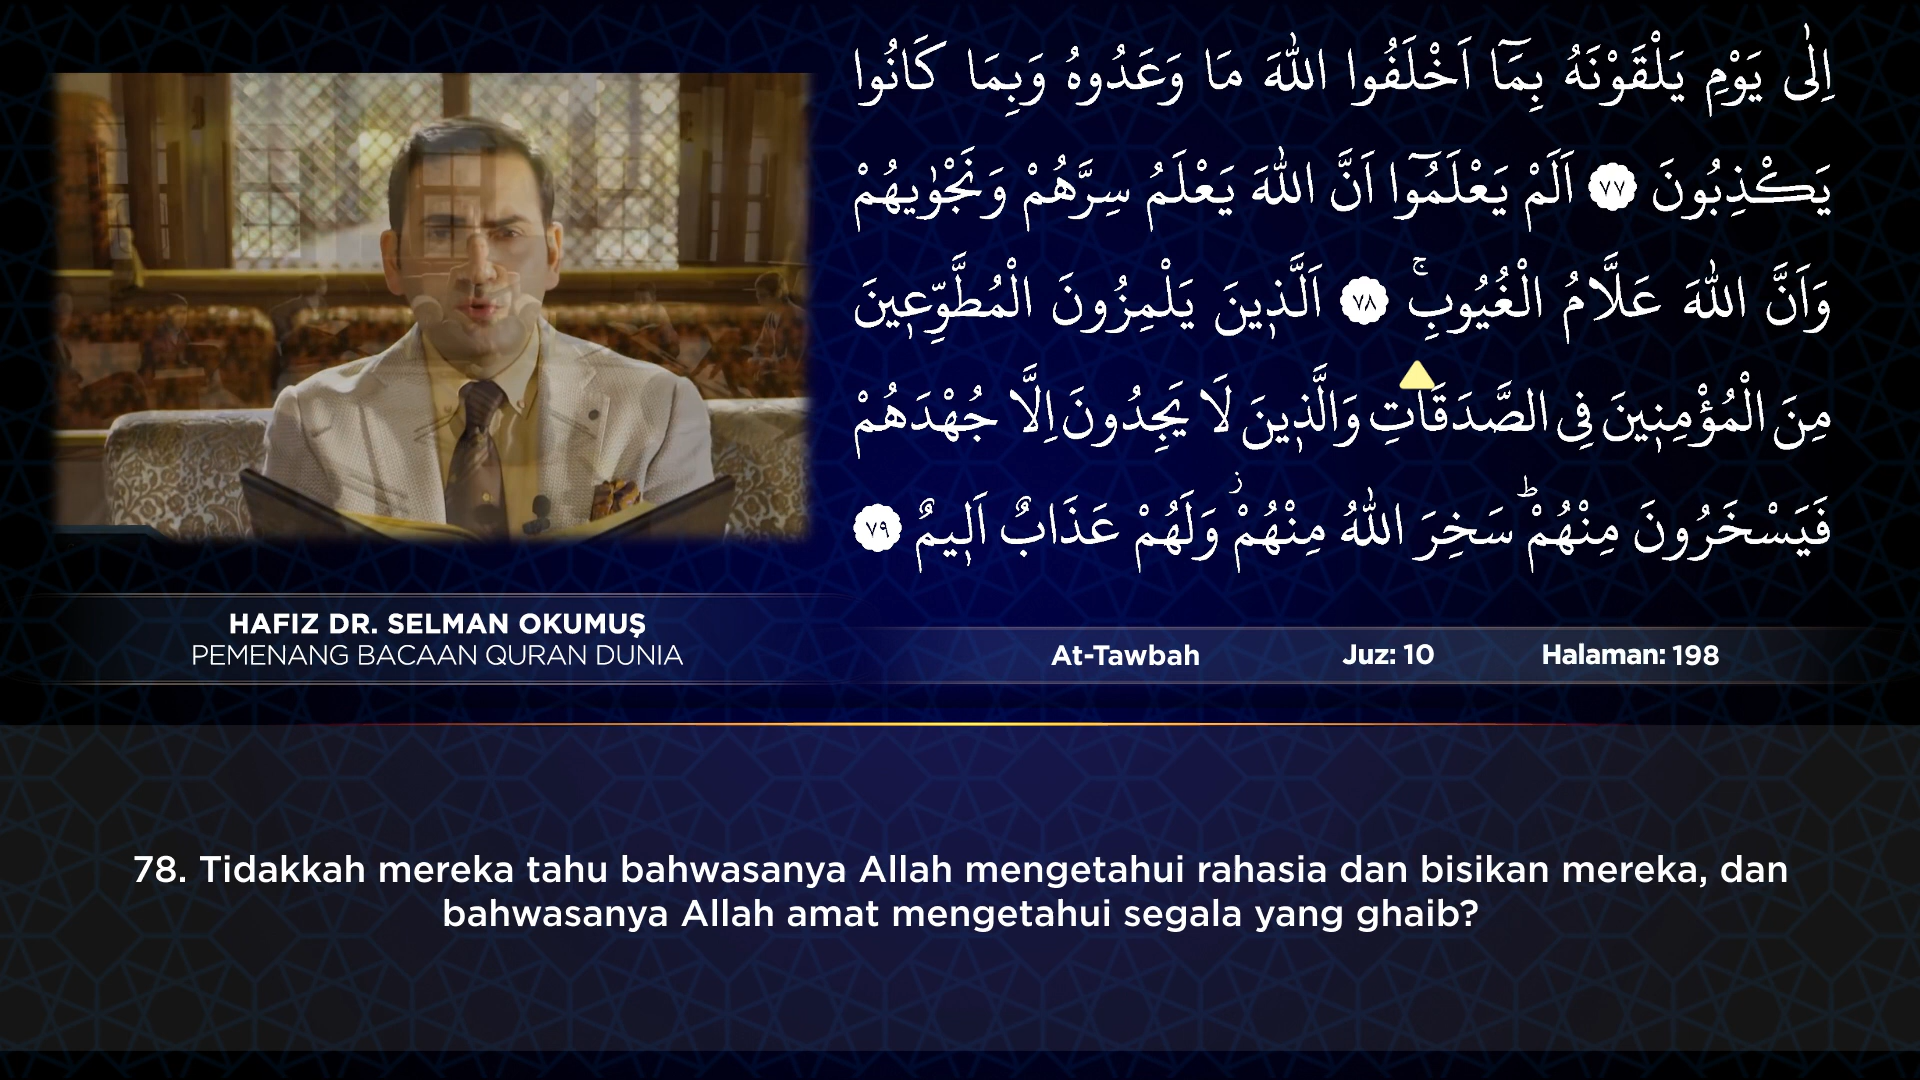 اِلٰى يَوْمِ يَلْقَوْنَهُ بِمَٓا اَخْلَفُوا اللّٰهَ مَا وَعَدُوهُ وَبِمَا كَانُوا
يَكْذِبُونَ ٧٧ اَلَمْ يَعْلَمُٓوا اَنَّ اللّٰهَ يَعْلَمُ سِرَّهُمْ وَنَجْوٰيهُمْ
وَاَنَّ اللّٰهَ عَلَّامُ الْغُيُوبِۚ ٧٨ اَلَّذ۪ينَ يَلْمِزُونَ الْمُطَّوِّع۪ينَ
مِنَ الْمُؤْمِن۪ينَ فِى الصَّدَقَاتِ وَالَّذ۪ينَ لَا يَجِدُونَ اِلَّا جُهْدَهُمْ
فَيَسْخَرُونَ مِنْهُمْۜ سَخِرَ اللّٰهُ مِنْهُمْۘ وَلَهُمْ عَذَابٌ اَل۪يمٌ ٧٩
HAFIZ DR. SELMAN OKUMUŞ
PEMENANG BACAAN QURAN DUNIA
At-Tawbah Juz: 10 Halaman: 198
78. Tidakkah mereka tahu bahwasanya Allah mengetahui rahasia dan bisikan mereka, dan
bahwasanya Allah amat mengetahui segala yang ghaib?